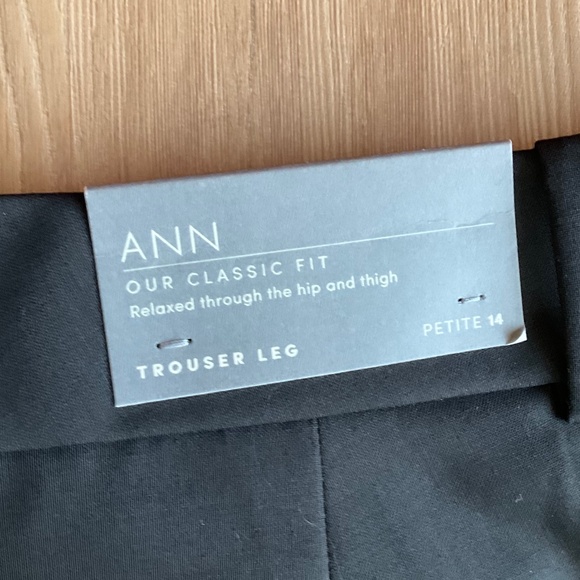 ANN
OUR CLASSIC FIT
Relaxed through the hip and thigh
PETITE 14
TROUSER LEG